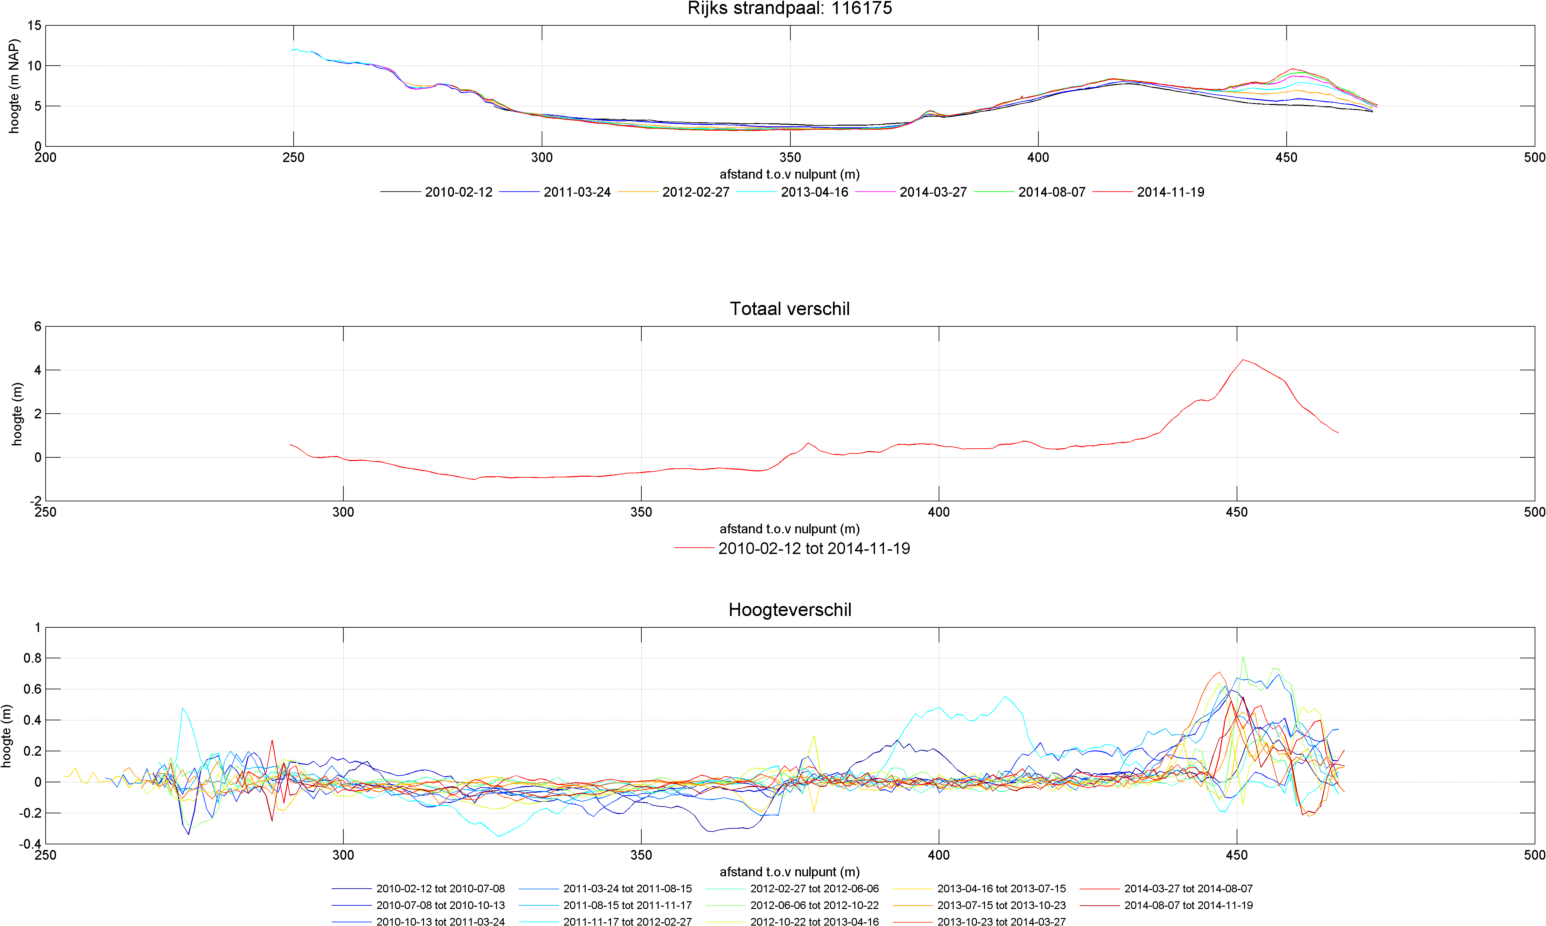 Rijks strandpaal: 116175
hoogte (m NAP)
15
10
5
0
200 250 300 350 400 450 500
afstand t.o.v nulpunt (m)
2010-02-12 2011-03-24 2012-02-27 2013-04-16 2014-03-27 2014-08-07 2014-11-19
Totaal verschil
hoogte (m)
6
4
2
0
-2
250 300 350 400 450 500
afstand t.o.v nulpunt (m)
2010-02-12 tot 2014-11-19
Hoogteverschil
hoogte (m)
1
0.8
0.6
0.4
0.2
0
-0.2
-0.4
250 300 350 400 450 500
afstand t.o.v nulpunt (m)
2010-02-12 tot 2010-07-08 2011-03-24 tot 2011-08-15 2012-02-27 tot 2012-06-06 2013-04-16 tot 2013-07-15 2014-03-27 tot 2014-08-07
2010-07-08 tot 2010-10-13 2011-08-15 tot 2011-11-17 2012-06-06 tot 2012-10-22 2013-07-15 tot 2013-10-23 2014-08-07 tot 2014-11-19
2010-10-13 tot 2011-03-24 2011-11-17 tot 2012-02-27 2012-10-22 tot 2013-04-16 2013-10-23 tot 2014-03-27